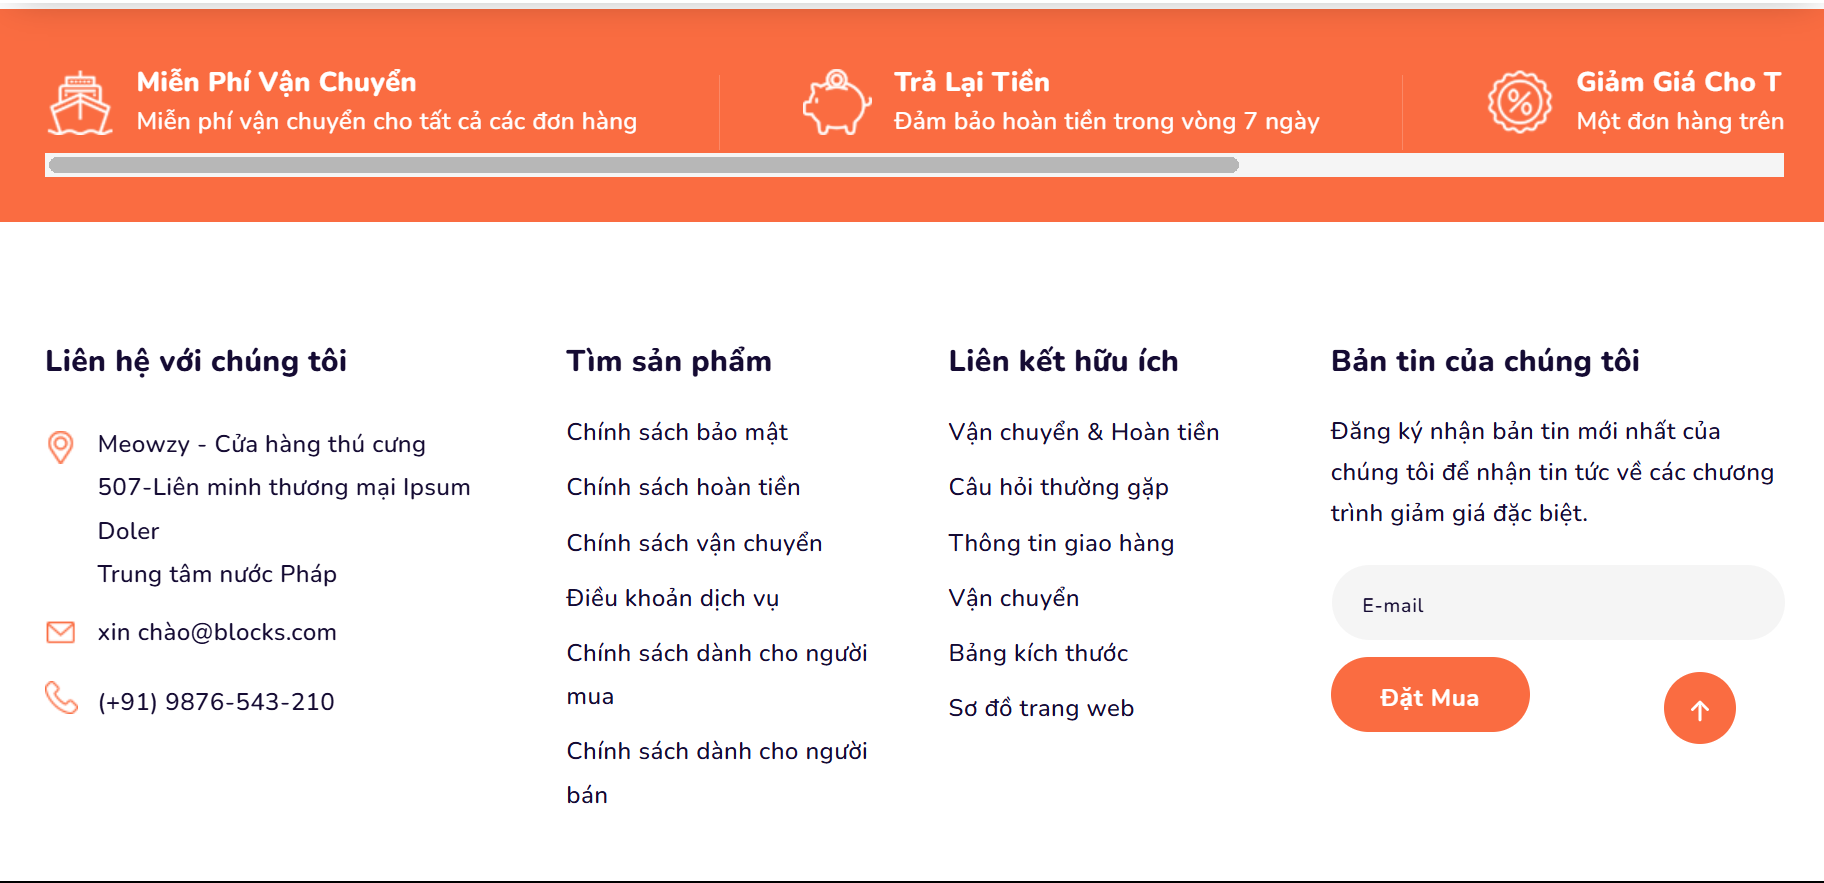 Miễn Phí Vận Chuyển
Miễn phí vận chuyển cho tất cả các đơn hàng
Trả Lại Tiền
Đảm bảo hoàn tiền trong vòng 7 ngày
Giảm Giá Cho T
Một đơn hàng trên
Liên hệ với chúng tôi
Meowzy - Cửa hàng thú cưng
507-Liên minh thương mại Ipsum
Doler
Trung tâm nước Pháp
xin chào@blocks.com
(+91) 9876-543-210
Tìm sản phẩm
Chính sách bảo mật
Chính sách hoàn tiền
Chính sách vận chuyển
Điều khoản dịch vụ
Chính sách dành cho người
mua
Chính sách dành cho người
bán
Liên kết hữu ích
Vận chuyển & Hoàn tiền
Câu hỏi thường gặp
Thông tin giao hàng
Vận chuyển
Bảng kích thước
Sơ đồ trang web
Bản tin của chúng tôi
Đăng ký nhận bản tin mới nhất của
chúng tôi để nhận tin tức về các chương
trình giảm giá đặc biệt.
E-mail
Đặt Mua